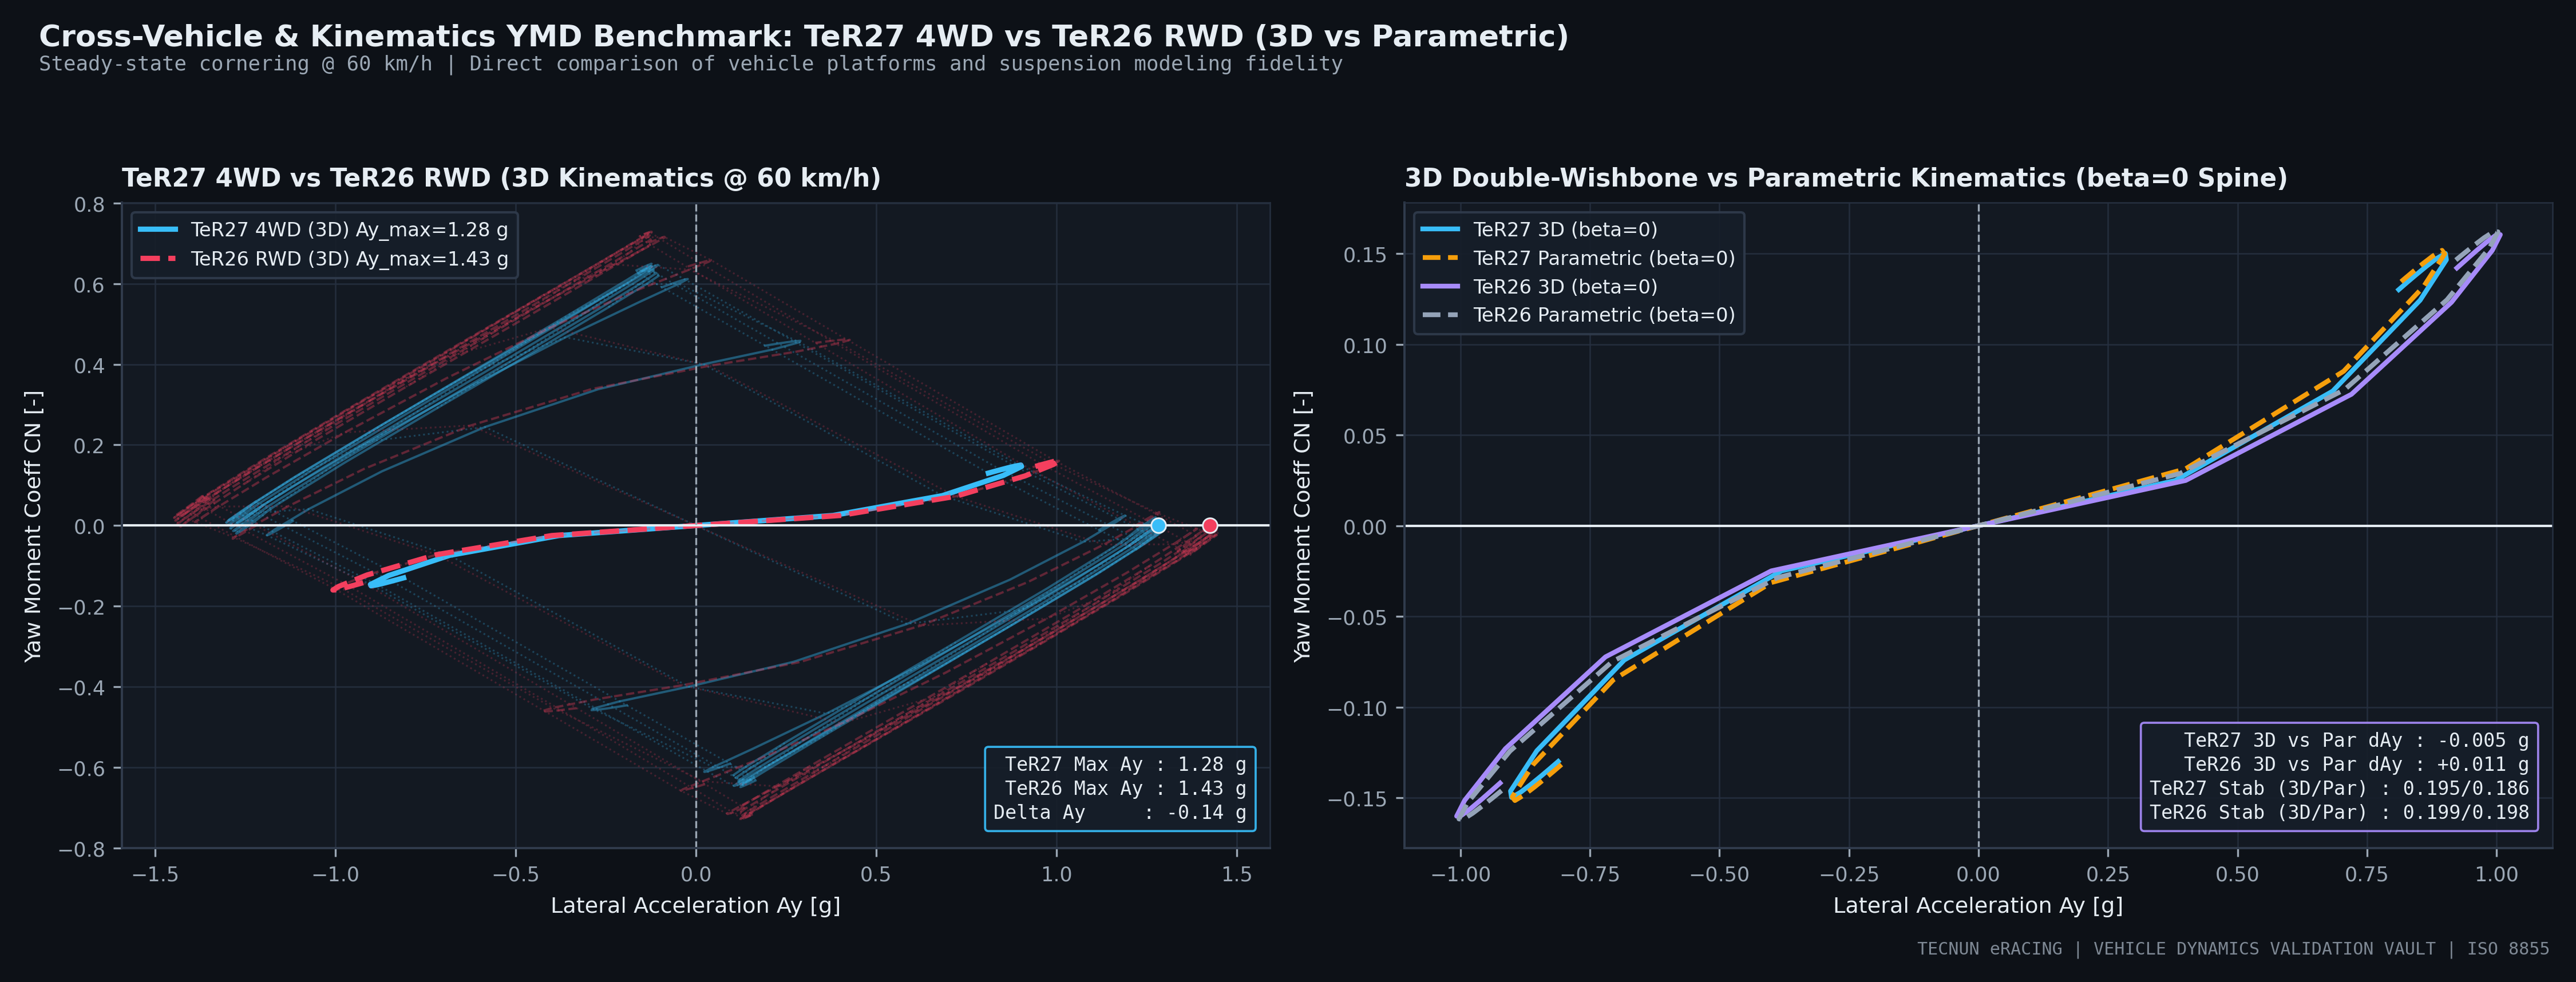 Cross-Vehicle & Kinematics YMD Benchmark: TeR27 4WD vs TeR26 RWD (3D vs Parametric)
Steady-state cornering @ 60 km/h | Direct comparison of vehicle platforms and suspension modeling fidelity
TeR27 4WD vs TeR26 RWD (3D Kinematics @ 60 km/h)
TeR27 4WD (3D) Ay_max=1.28 g
TeR26 RWD (3D) Ay_max=1.43 g
Yaw Moment Coeff CN [-]
0.8
0.6
0.4
0.2
0.0
−0.2
−0.4
−0.6
−0.8
TeR27 Max Ay : 1.28 g
TeR26 Max Ay : 1.43 g
Delta Ay : -0.14 g
−1.5 −1.0 −0.5 0.0 0.5 1.0 1.5
Lateral Acceleration Ay [g]
3D Double-Wishbone vs Parametric Kinematics (beta=0 Spine)
TeR27 3D (beta=0)
TeR27 Parametric (beta=0)
TeR26 3D (beta=0)
TeR26 Parametric (beta=0)
Yaw Moment Coeff CN [-]
0.15
0.10
0.05
0.00
−0.05
−0.10
−0.15
TeR27 3D vs Par dAy : -0.005 g
TeR26 3D vs Par dAy : +0.011 g
TeR27 Stab (3D/Par) : 0.195/0.186
TeR26 Stab (3D/Par) : 0.199/0.198
−1.00 −0.75 −0.50 −0.25 0.00 0.25 0.50 0.75 1.00
Lateral Acceleration Ay [g]
TECNUN eRACING | VEHICLE DYNAMICS VALIDATION VAULT | ISO 8855